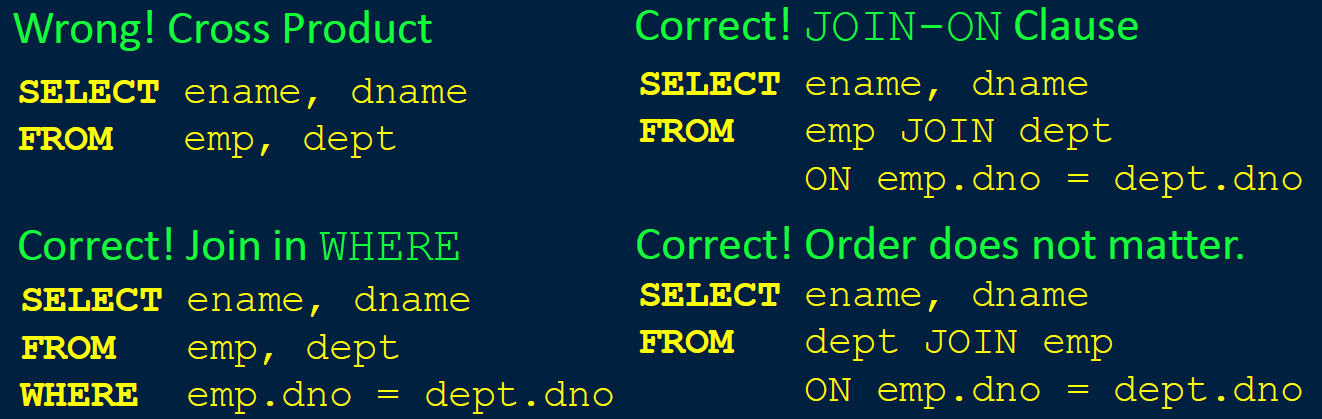 Wrong! Cross Product
SELECT ename, dname
FROM emp, dept
Correct! JOIN-ON Clause
SELECT ename, dname
FROM emp JOIN dept
ON emp.dno = dept.dno
Correct! Join in WHERE
SELECT ename, dname
FROM emp, dept
WHERE emp.dno = dept.dno
Correct! Order does not matter.
SELECT ename, dname
FROM dept JOIN emp
ON emp.dno = dept.dno